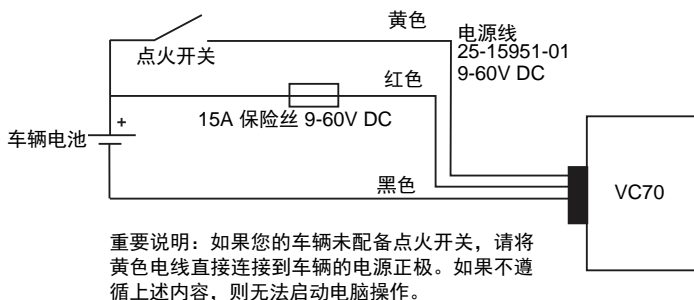 黄色
电源线
25-15951-01
9-60V DC
点火开关
红色
15A 保险丝 9-60V DC
+
车辆电池
黑色
VC70
重要说明：如果您的车辆未配备点火开关，请将
黄色电线直接连接到车辆的电源正极。如果不遵
循上述内容，则无法启动电脑操作。